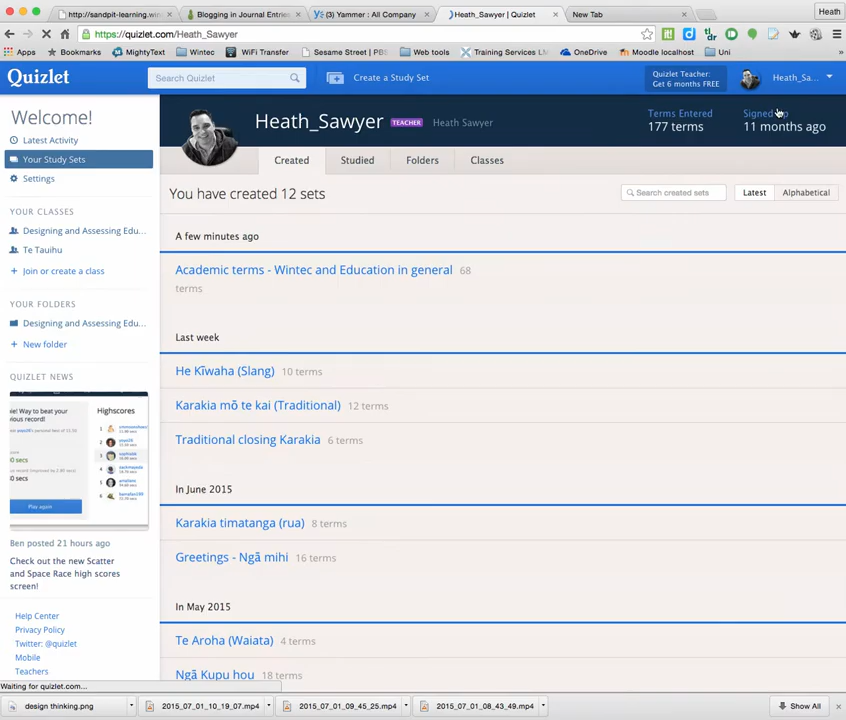 http://sandpit-learning.win
Blogging in Journal Entrie
(3) Yammer : All Company
Heath_Sawyer | Quizlet
New Tab
Heath
https://quizlet.com/Heath_Sawyer
Apps
Bookmarks
MightyText
Wintec
WiFi Transfer
Sesame Street | PBS
Web tools
Training Services LM
OneDrive
Moodle localhost
Uni
Quizlet
Search Quizlet
Create a Study Set
Quizlet Teacher:
Get 6 months FREE
Heath_Sa...
Welcome!
Latest Activity
Your Study Sets
Settings
YOUR CLASSES
Designing and Assessing Edu...
Te Tauihu
+ Join or create a class
YOUR FOLDERS
Designing and Assessing Edu...
+ New folder
QUIZLET NEWS
Heath_Sawyer
TEACHER
Heath Sawyer
Terms Entered
177 terms
Signed Up
11 months ago
Created
Studied
Folders
Classes
You have created 12 sets
Search created sets
Latest
Alphabetical
A few minutes ago
Academic terms - Wintec and Education in general 68
terms
Last week
He Kīwaha (Slang) 10 terms
Karakia mō te kai (Traditional) 12 terms
Traditional closing Karakia 6 terms
In June 2015
Karakia timatanga (rua) 8 terms
Greetings - Ngā mihi 16 terms
In May 2015
Te Aroha (Waiata) 4 terms
Ngā Kupu hou 18 terms
Way to beat your
vious record!
Highscores
Play again
Ben posted 21 hours ago
Check out the new Scatter
and Space Race high scores
screen!
Help Center
Privacy Policy
Twitter: @quizlet
Mobile
Teachers
Waiting for quizlet.com...
design thinking.png
2015_07_01_10_19_07.mp4
2015_07_01_09_45_25.mp4
2015_07_01_08_43_49.mp4
Show All